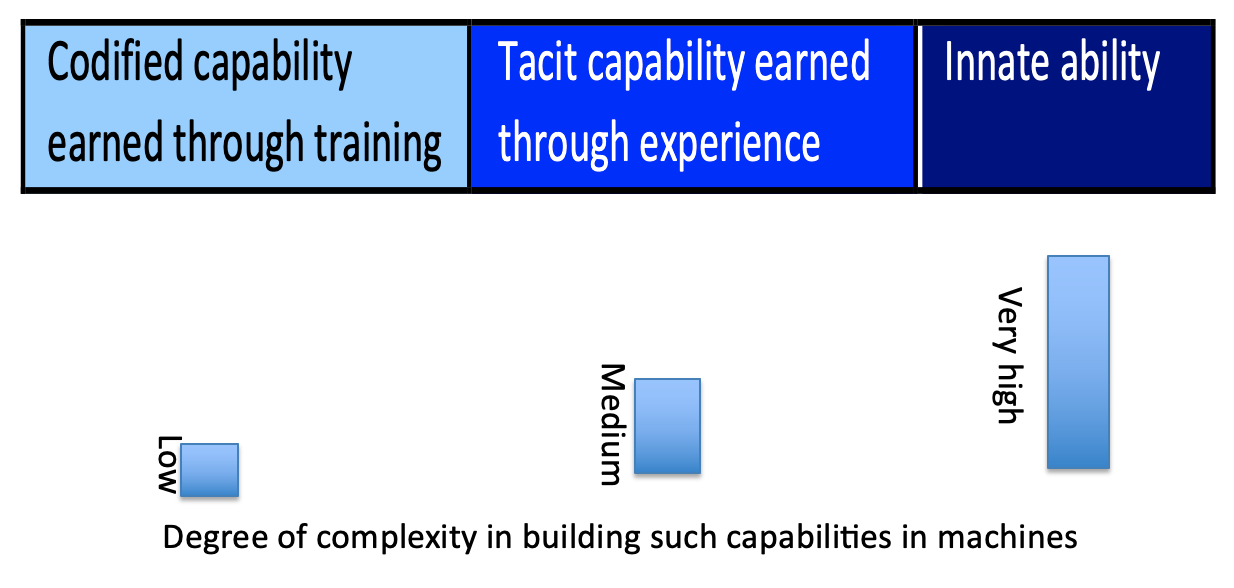 Codified capability
earned through training
Tacit capability earned
through experience
Innate ability
Low
Medium
Very high
Degree of complexity in building such capabilities in machines